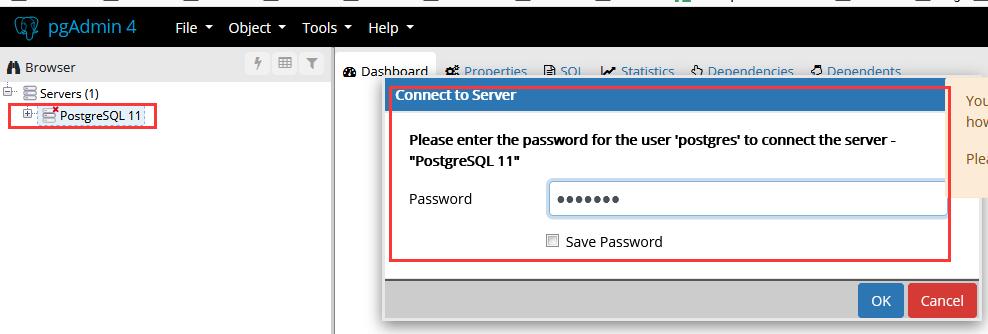 pgAdmin 4 File Object Tools Help
Browser
Dashboard Properties SQL Statistics Dependencies Dependents
Servers (1)
PostgreSQL 11
Connect to Server
You
how
Plea
Please enter the password for the user 'postgres' to connect the server -
"PostgreSQL 11"
Password
Save Password
OK Cancel